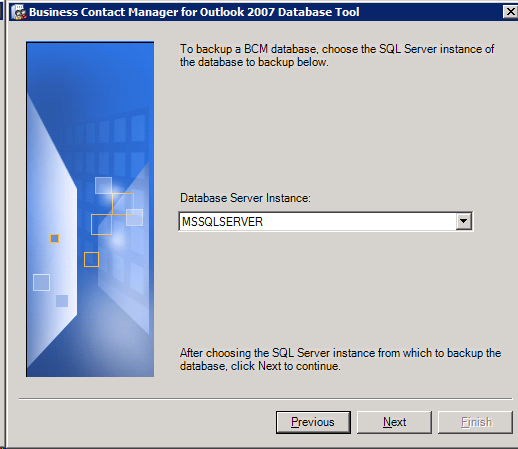 Business Contact Manager for Outlook 2007 Database Tool
To backup a BCM database, choose the SQL Server instance of
the database to backup below.
Database Server Instance:
MSSQLSERVER
After choosing the SQL Server instance from which to backup the
database, click Next to continue.
Previous
Next
Finish